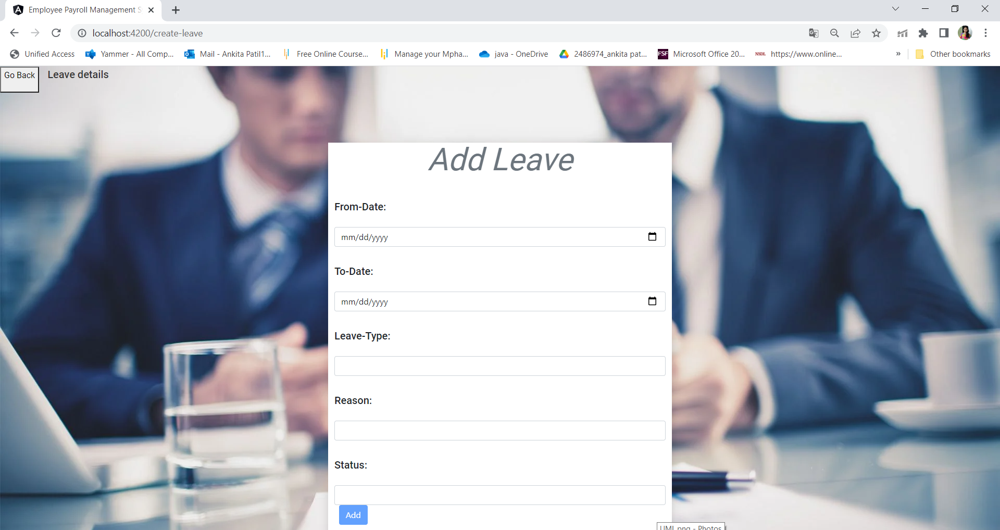 Employee Payroll Management S
localhost:4200/create-leave
Unified Access
Yammer - All Comp...
Mail - Ankita Patil1...
Free Online Course...
Manage your Mpha...
java - OneDrive
2486974_ankita pat...
FSF
Microsoft Office 20...
NSDL
https://www.online...
»
Other bookmarks
Go Back
Leave details
Add Leave
From-Date:
mm/dd/yyyy
To-Date:
mm/dd/yyyy
Leave-Type:
Reason:
Status:
Add
UML.png - Photos